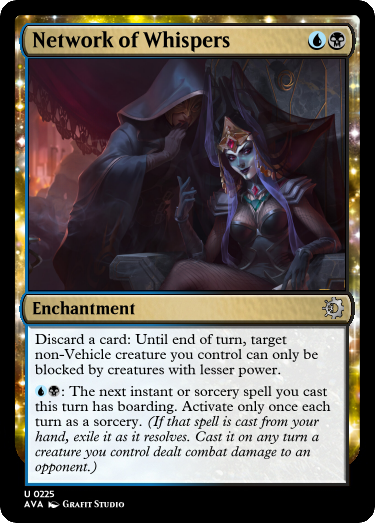 Network of Whispers
Enchantment
Discard a card: Until end of turn, target
non-Vehicle creature you control can only be
blocked by creatures with lesser power.
: The next instant or sorcery spell you cast
this turn has boarding. Activate only once each
turn as a sorcery. (If that spell is cast from your
hand, exile it as it resolves. Cast it on any turn a
creature you control dealt combat damage to an
opponent.)
U 0225
AVA Grafit Studio